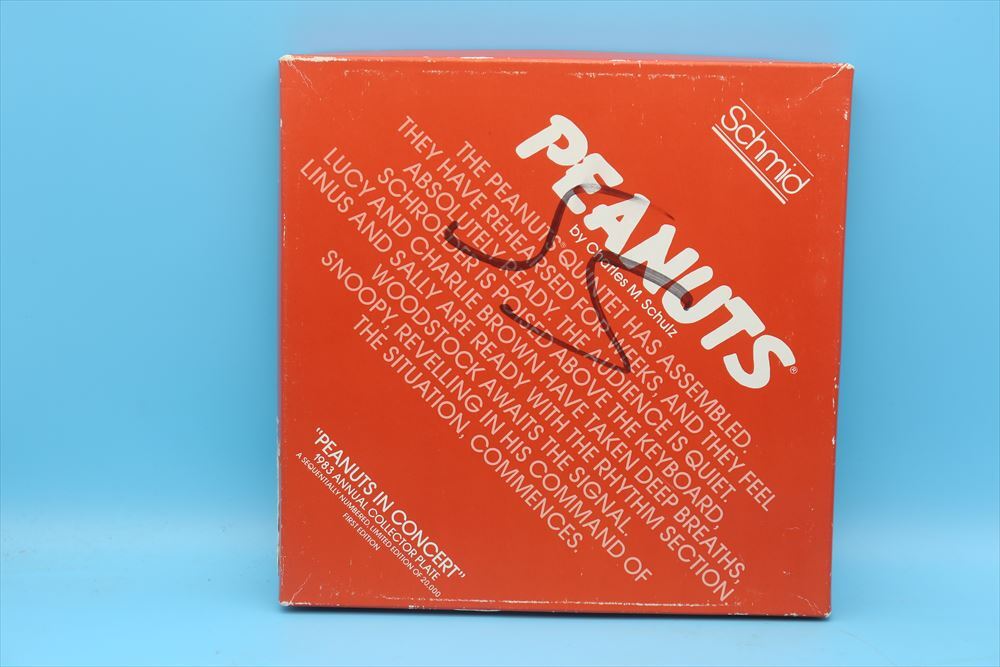 Schmid
PEANUTS®
by Charles M. Schulz
THE PEANUTS® QUINTET HAS ASSEMBLED.
THEY HAVE REHEARSED FOR WEEKS AND THEY FEEL
ABSOLUTELY READY. THE AUDIENCE IS QUIET.
SCHROEDER IS POISED ABOVE THE KEYBOARD,
LUCY AND CHARLIE BROWN HAVE TAKEN DEEP BREATHS,
LINUS AND SALLY ARE READY WITH THE RHYTHM SECTION
WOODSTOCK AWAITS THE SIGNAL.
SNOOPY, REVELLING IN HIS COMMAND OF
THE SITUATION, COMMENCES.
"PEANUTS IN CONCERT"
1983 ANNUAL COLLECTOR PLATE
A SEQUENTIALLY NUMBERED, LIMITED EDITION OF 20,000
FIRST EDITION